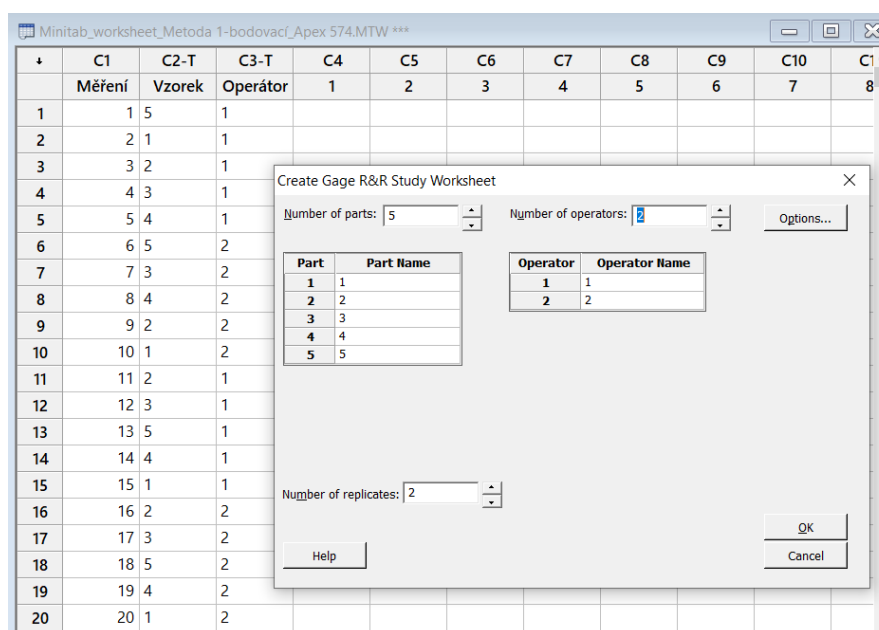 Minitab_worksheet_Metoda 1-bodovací_Apex 574.MTW ***
C1 C2-T C3-T C4 C5 C6 C7 C8 C9 C10
Měření Vzorek Operátor 1 2 3 4 5 6 7 8
1 1 5 1
2 2 1 1
3 3 2 1
4 4 3 1
5 5 4 1
6 6 5 2
7 7 3 2
8 8 4 2
9 9 2 2
10 10 1 2
11 11 2 1
12 12 3 1
13 13 5 1
14 14 4 1
15 15 1 1
16 16 2 2
17 17 3 2
18 18 5 2
19 19 4 2
20 20 1 2
Create Gage R&R Study Worksheet
Number of parts: 5 Number of operators: 2 Options...
Part Part Name Operator Operator Name
1 1 1 1
2 2 2 2
3 3
4 4
5 5
Number of replicates: 2
OK
Help Cancel